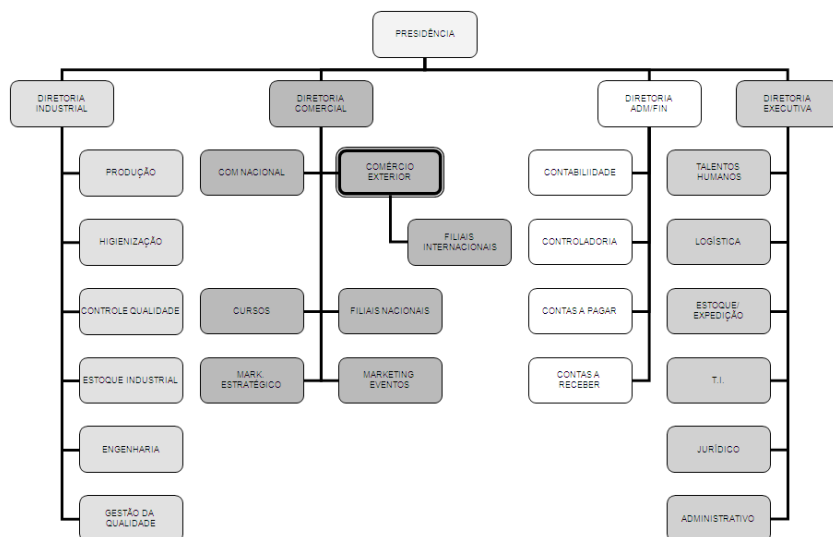 PRESIDÊNCIA
DIRETORIA
INDUSTRIAL
DIRETORIA
COMERCIAL
DIRETORIA
ADM/FIN
DIRETORIA
EXECUTIVA
PRODUÇÃO
COM NACIONAL
COMÉRCIO
EXTERIOR
CONTABILIDADE
TALENTOS
HUMANOS
HIGIENIZAÇÃO
FILIAIS
INTERNACIONAIS
CONTROLADORIA
LOGÍSTICA
CONTROLE QUALIDADE
CURSOS
FILIAIS NACIONAIS
CONTAS A PAGAR
ESTOQUE/
EXPEDIÇÃO
ESTOQUE INDUSTRIAL
MARK.
ESTRATÉGICO
MARKETING
EVENTOS
CONTAS A
RECEBER
T.I.
ENGENHARIA
JURÍDICO
GESTÃO DA
QUALIDADE
ADMINISTRATIVO